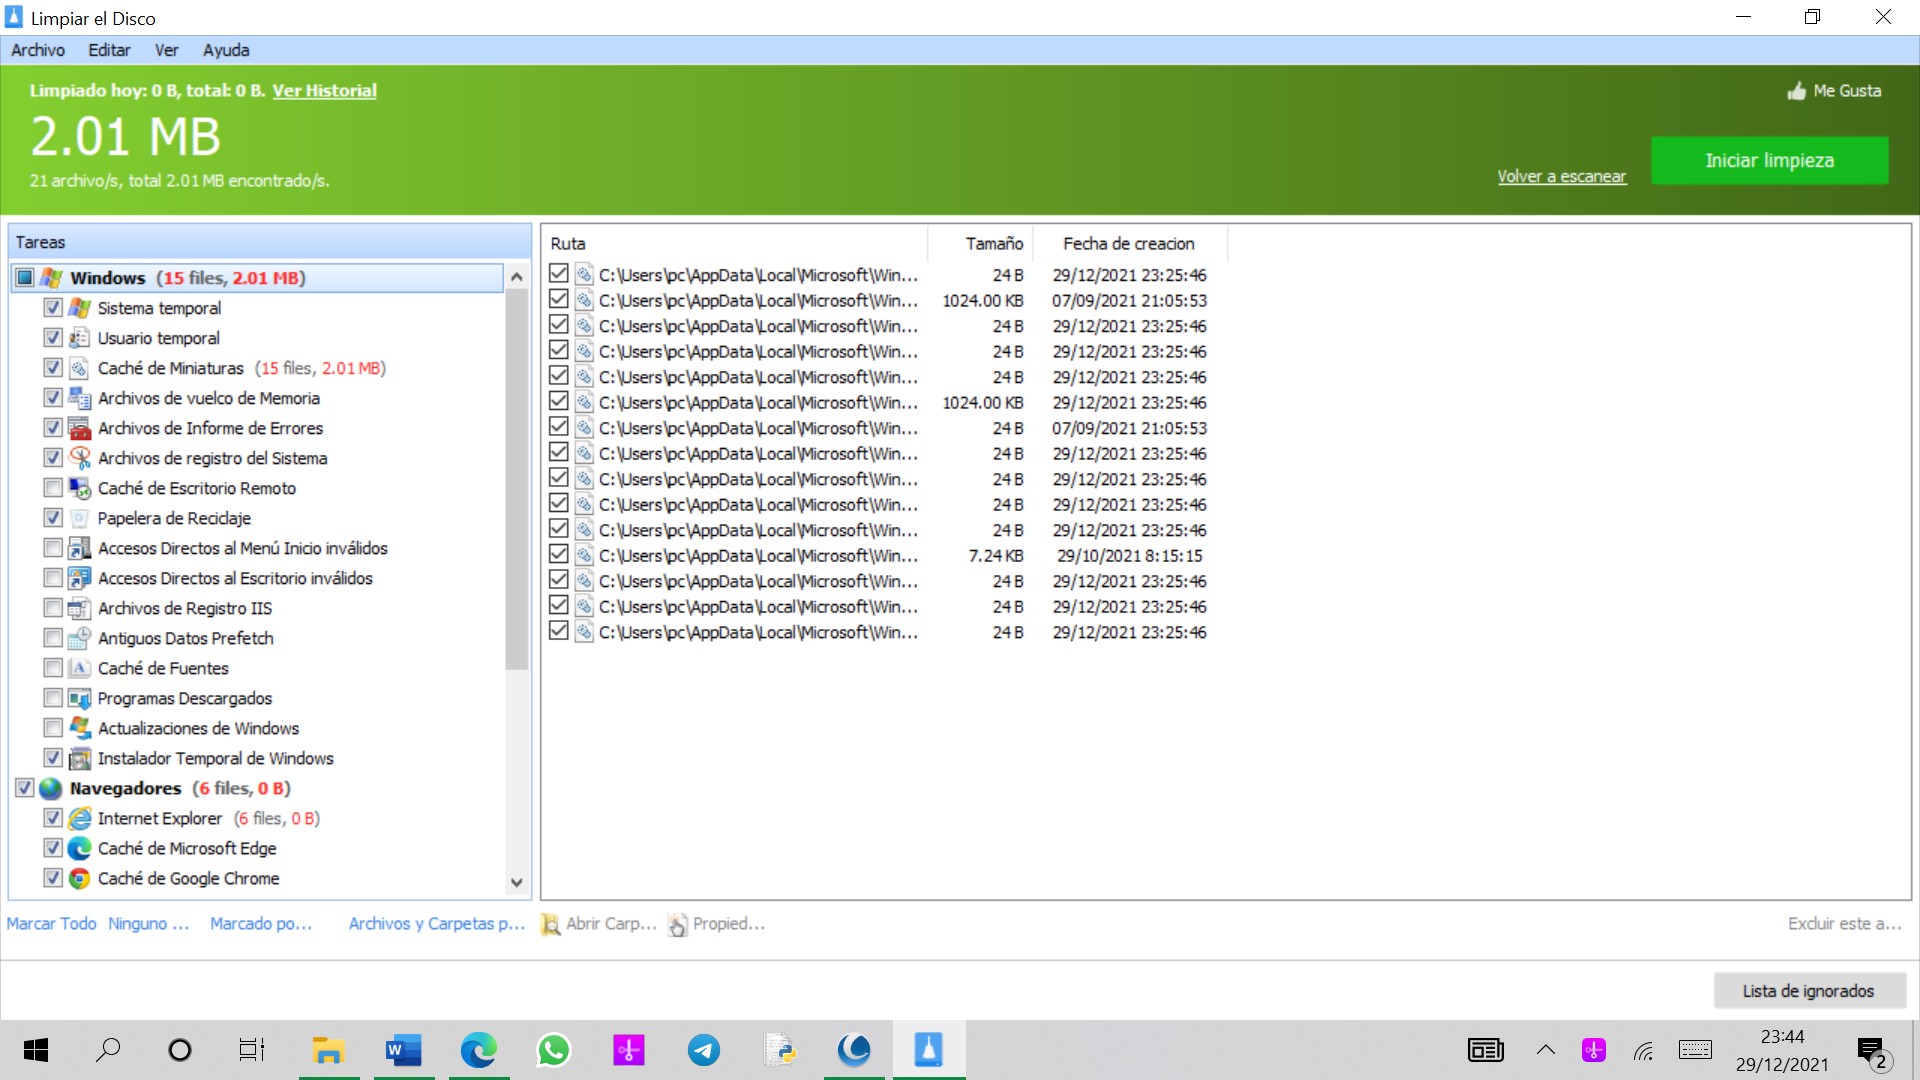 Limpiar el Disco
Archivo Editar Ver Ayuda
Limpiado hoy: 0 B, total: 0 B. Ver Historial
Me Gusta
2.01 MB
21 archivo/s, total 2.01 MB encontrado/s.
Volver a escanear
Iniciar limpieza
Tareas
Windows (15 files, 2.01 MB)
Sistema temporal
Usuario temporal
Caché de Miniaturas (15 files, 2.01 MB)
Archivos de vuelco de Memoria
Archivos de Informe de Errores
Archivos de registro del Sistema
Caché de Escritorio Remoto
Papelera de Reciclaje
Accesos Directos al Menú Inicio inválidos
Accesos Directos al Escritorio inválidos
Archivos de Registro IIS
Antiguos Datos Prefetch
Caché de Fuentes
Programas Descargados
Actualizaciones de Windows
Instalador Temporal de Windows
Navegadores (6 files, 0 B)
Internet Explorer (6 files, 0 B)
Caché de Microsoft Edge
Caché de Google Chrome
Ruta Tamaño Fecha de creacion
C:\Users\pc\AppData\Local\Microsoft\Win... 24 B 29/12/2021 23:25:46
C:\Users\pc\AppData\Local\Microsoft\Win... 1024.00 KB 07/09/2021 21:05:53
C:\Users\pc\AppData\Local\Microsoft\Win... 24 B 29/12/2021 23:25:46
C:\Users\pc\AppData\Local\Microsoft\Win... 24 B 29/12/2021 23:25:46
C:\Users\pc\AppData\Local\Microsoft\Win... 24 B 29/12/2021 23:25:46
C:\Users\pc\AppData\Local\Microsoft\Win... 1024.00 KB 29/12/2021 23:25:46
C:\Users\pc\AppData\Local\Microsoft\Win... 24 B 07/09/2021 21:05:53
C:\Users\pc\AppData\Local\Microsoft\Win... 24 B 29/12/2021 23:25:46
C:\Users\pc\AppData\Local\Microsoft\Win... 24 B 29/12/2021 23:25:46
C:\Users\pc\AppData\Local\Microsoft\Win... 24 B 29/12/2021 23:25:46
C:\Users\pc\AppData\Local\Microsoft\Win... 24 B 29/12/2021 23:25:46
C:\Users\pc\AppData\Local\Microsoft\Win... 7.24 KB 29/10/2021 8:15:15
C:\Users\pc\AppData\Local\Microsoft\Win... 24 B 29/12/2021 23:25:46
C:\Users\pc\AppData\Local\Microsoft\Win... 24 B 29/12/2021 23:25:46
C:\Users\pc\AppData\Local\Microsoft\Win... 24 B 29/12/2021 23:25:46
Marcar Todo Ninguno ... Marcado po... Archivos y Carpetas p... Abrir Carp... Propied... Excluir este a...
Lista de ignorados
23:44
29/12/2021
2